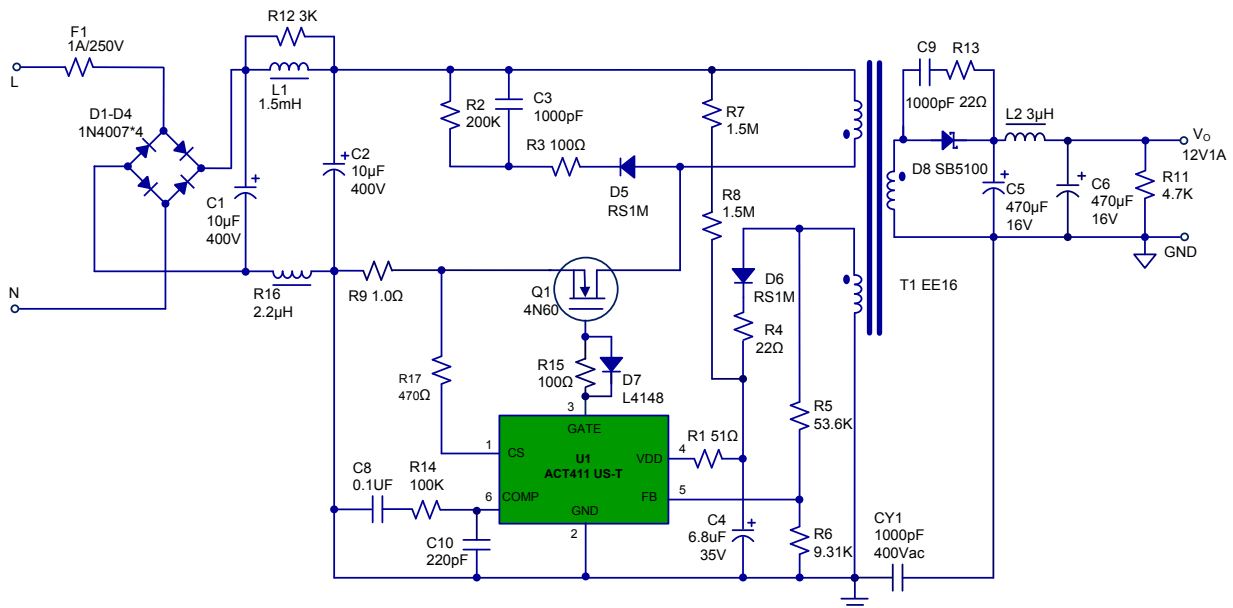 F1
1A/250V
L
R12 3K
L1
1.5mH
D1-D4
1N4007*4
C1
10µF
400V
C2
10µF
400V
N
R16
2.2µH
R9 1.0Ω
R2
200K
C3
1000pF
R3 100Ω
D5
RS1M
R7
1.5M
R8
1.5M
Q1
4N60
R15
100Ω
D7
L4148
R17
470Ω
D6
RS1M
R4
22Ω
T1 EE16
C9
R13
1000pF
22Ω
D8 SB5100
L2 3µH
C5
470µF
16V
C6
470µF
16V
R11
4.7K
VO
12V1A
GND
3
GATE
1
CS
U1
ACT411 US-T
VDD
4
FB
5
6
COMP
GND
2
R1 51Ω
R5
53.6K
R6
9.31K
C8
0.1UF
R14
100K
C10
220pF
C4
6.8uF
35V
CY1
1000pF
400Vac